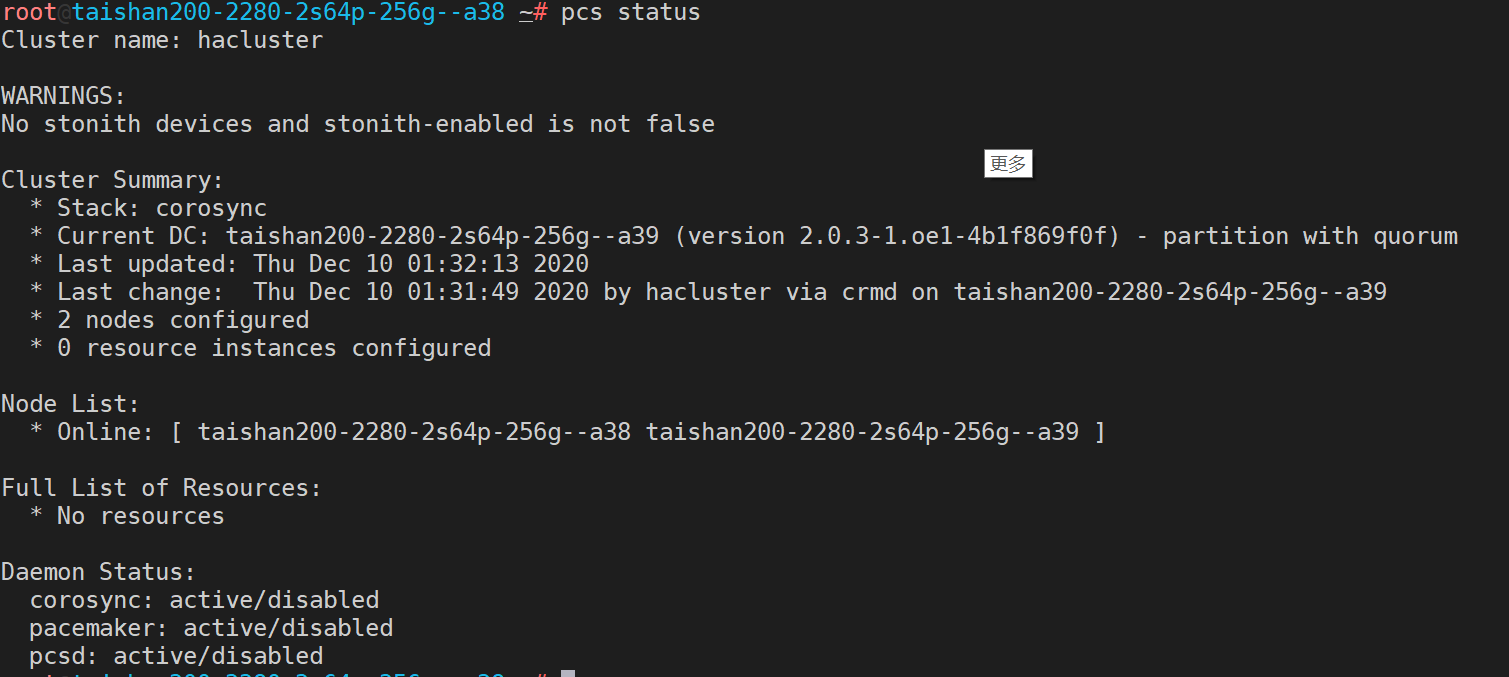 root@taishan200-2280-2s64p-256g--a38 ~# pcs status
Cluster name: hacluster
WARNINGS:
No stonith devices and stonith-enabled is not false
更多
Cluster Summary:
  * Stack: corosync
  * Current DC: taishan200-2280-2s64p-256g--a39 (version 2.0.3-1.oe1-4b1f869f0f) - partition with quorum
  * Last updated: Thu Dec 10 01:32:13 2020
  * Last change:  Thu Dec 10 01:31:49 2020 by hacluster via crmd on taishan200-2280-2s64p-256g--a39
  * 2 nodes configured
  * 0 resource instances configured
Node List:
  * Online: [ taishan200-2280-2s64p-256g--a38 taishan200-2280-2s64p-256g--a39 ]
Full List of Resources:
  * No resources
Daemon Status:
  corosync: active/disabled
  pacemaker: active/disabled
  pcsd: active/disabled